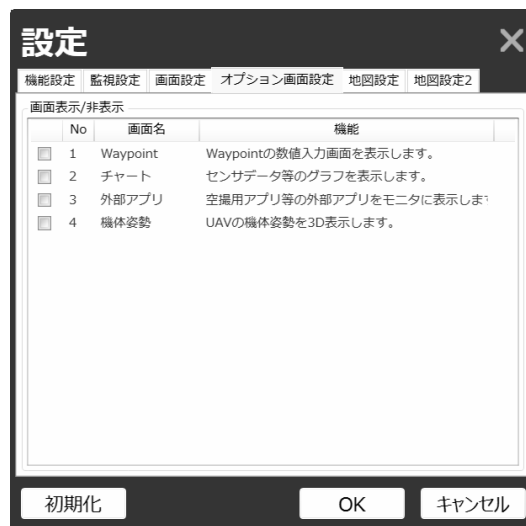 設定
機能設定 監視設定 画面設定 オプション画面設定 地図設定 地図設定2
画面表示/非表示
No 画面名 機能
1 Waypoint Waypointの数値入力画面を表示します。
2 チャート センサデータ等のグラフを表示します。
3 外部アプリ 空撮用アプリ等の外部アプリをモニタに表示しま
4 機体姿勢 UAVの機体姿勢を3D表示します。
初期化 OK キャンセル